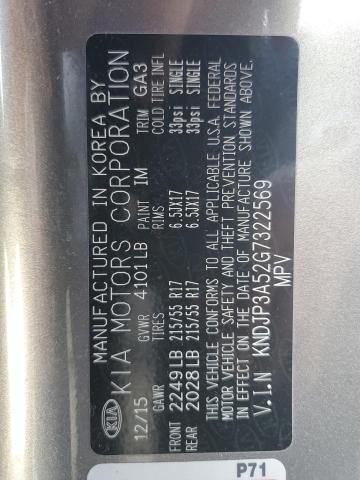 MANUFACTURED IN KOREA BY
KIA KIA MOTORS CORPORATION
12/15 GVWR 4101LB PAINT IM TRIM GA3
GAWR TIRES RIMS COLD TIRE INFL
FRONT 2249LB 215/55 R17 6.5JX17 33psi SINGLE
REAR 2028LB 215/55 R17 6.5JX17 33psi SINGLE
THIS VEHICLE CONFORMS TO ALL APPLICABLE U.S.A. FEDERAL
MOTOR VEHICLE SAFETY AND THEFT PREVENTION STANDARDS
IN EFFECT ON THE DATE OF MANUFACTURE SHOWN ABOVE.
V.I.N KNDJP3A52G7322569
MPV
P71